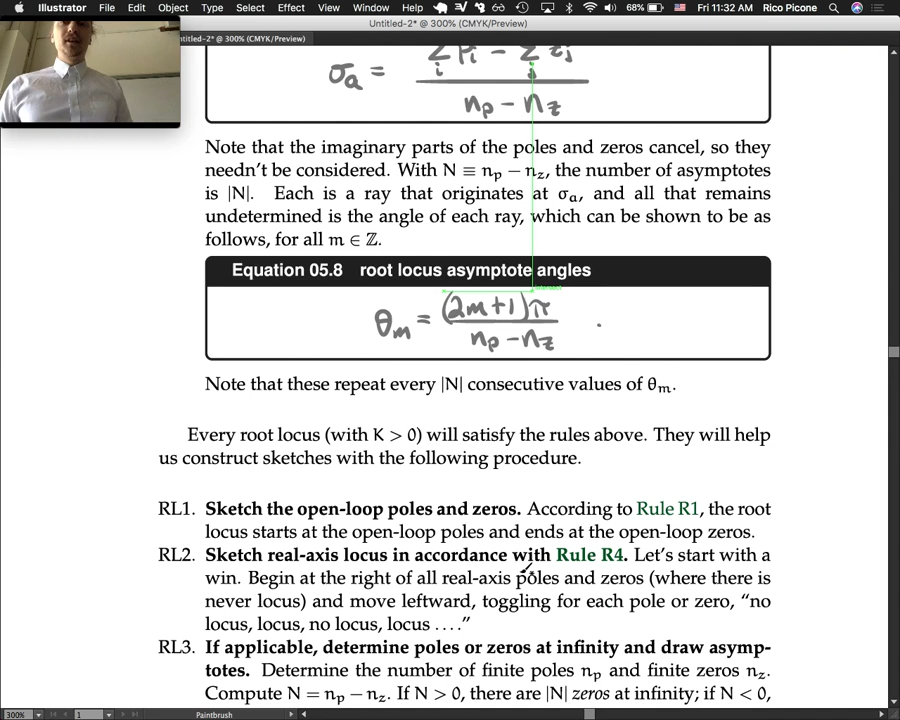 Illustrator File Edit Object Type Select Effect View Window Help 68% Fri 11:32 AM Rico Picone
Untitled-2* @ 300% (CMYK/Preview)
ntitled-2* @ 300% (CMYK/Preview)
σa = Σi pi − Σj zj
np − nz
Note that the imaginary parts of the poles and zeros cancel, so they
needn't be considered. With N ≡ np − nz, the number of asymptotes
is |N|. Each is a ray that originates at σa, and all that remains
undetermined is the angle of each ray, which can be shown to be as
follows, for all m ∈ ℤ.
Equation 05.8 root locus asymptote angles
θm = (2m+1)π
np − nz .
Note that these repeat every |N| consecutive values of θm.
Every root locus (with K > 0) will satisfy the rules above. They will help
us construct sketches with the following procedure.
RL1. Sketch the open-loop poles and zeros. According to Rule R1, the root
locus starts at the open-loop poles and ends at the open-loop zeros.
RL2. Sketch real-axis locus in accordance with Rule R4. Let's start with a
win. Begin at the right of all real-axis poles and zeros (where there is
never locus) and move leftward, toggling for each pole or zero, "no
locus, locus, no locus, locus ...."
RL3. If applicable, determine poles or zeros at infinity and draw asymp-
totes. Determine the number of finite poles np and finite zeros nz.
Compute N = np − nz. If N > 0, there are |N| zeros at infinity; if N < 0,
300% 1 Paintbrush